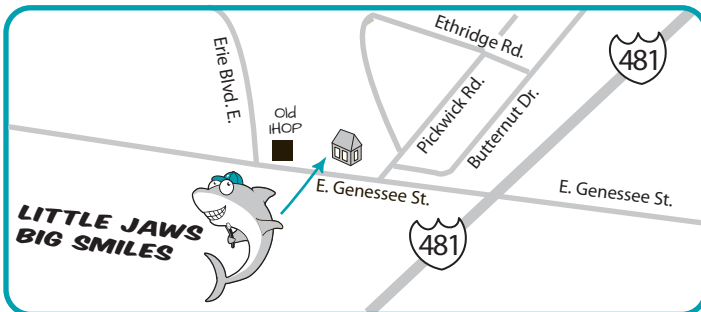 Ethridge Rd.
481
Erie Blvd. E.
Old
IHOP
Pickwick Rd.
Butternut Dr.
E. Genessee St.
E. Genessee St.
LITTLE JAWS
BIG SMILES
481